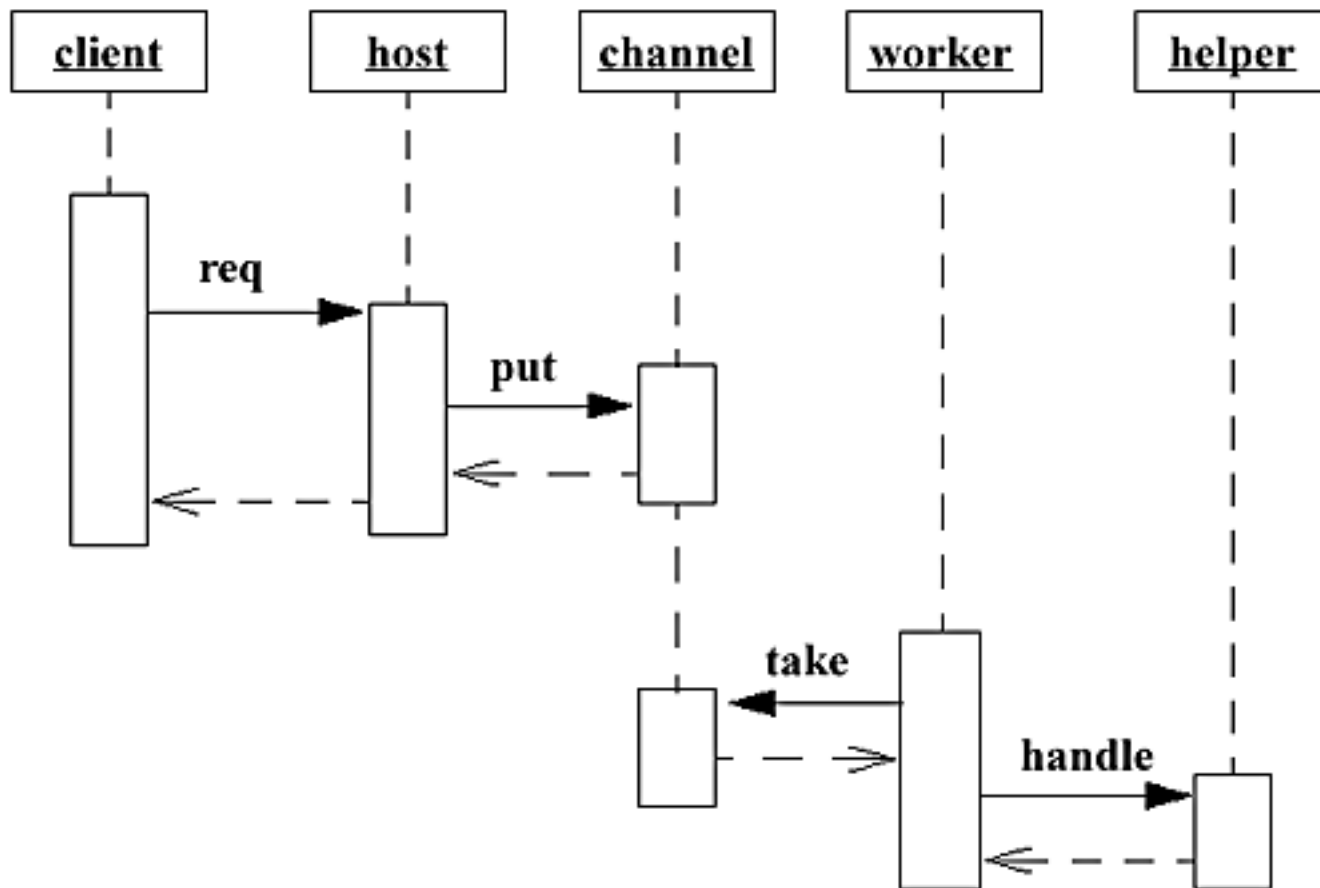 client
host
channel
worker
helper
req
put
take
handle